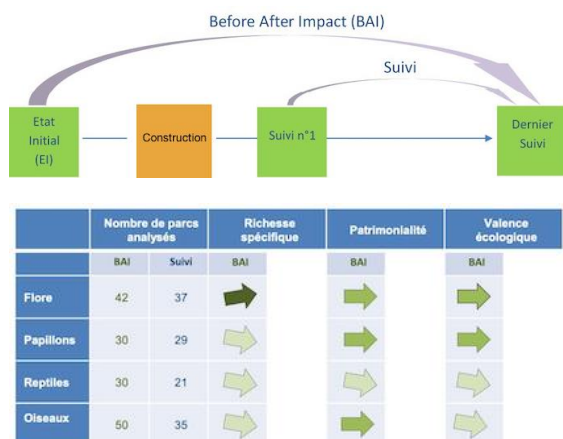 Before After Impact (BAI)
Suivi
Etat
Initial
(EI)
Construction
Suivi n°1
Dernier
Suivi
Nombre de parcs
analysés
Richesse
spécifique
Patrimonialité
Valence
écologique
BAI Suivi BAI BAI BAI
Flore 42 37
Papillons 30 29
Reptiles 30 21
Oiseaux 50 35